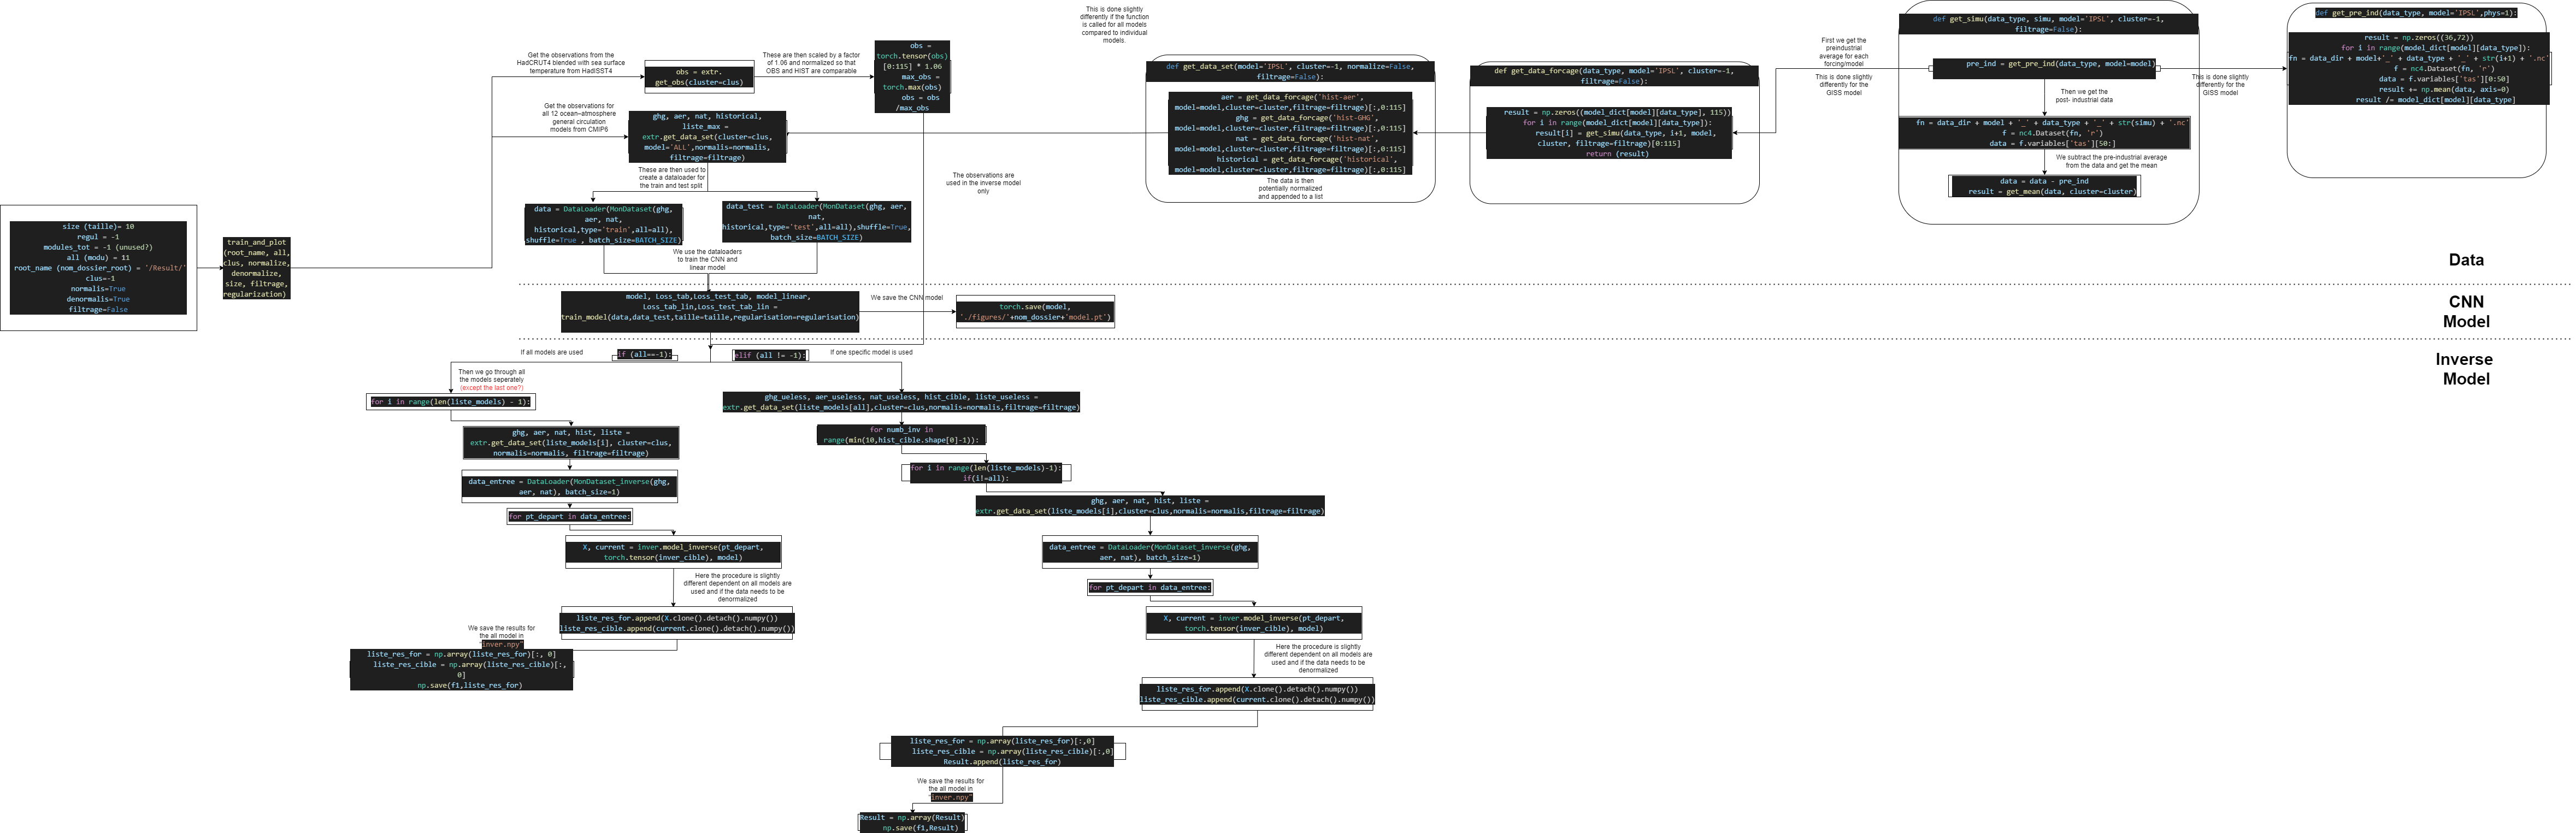 size (taille)= 10
regul = -1
modules_tot = -1 (unused?)
all (modu) = 11
root_name (nom_dossier_root) = '/Result/'
clus=-1
normalis=True
denormalis=True
filtrage=False
train_and_plot
(root_name, all,
clus, normalize,
denormalize,
size, filtrage,
regularization)
Get the observations from the
HadCRUT4 blended with sea surface
temperature from HadISST4
obs = extr.
get_obs(cluster=clus)
These are then scaled by a factor
of 1.06 and normalized so that
OBS and HIST are comparable
obs =
torch.tensor(obs)
[0:115] * 1.06
max_obs =
torch.max(obs)
obs = obs
/max_obs
Get the observations for
all 12 ocean–atmosphere
general circulation
models from CMIP6
ghg, aer, nat, historical,
liste_max =
extr.get_data_set(cluster=clus,
model='ALL',normalis=normalis,
filtrage=filtrage)
These are then used to
create a dataloader for
the train and test split
data = DataLoader(MonDataset(ghg,
aer, nat,
historical,type='train',all=all),
shuffle=True , batch_size=BATCH_SIZE)
data_test = DataLoader(MonDataset(ghg, aer,
nat,
historical,type='test',all=all),shuffle=True,
batch_size=BATCH_SIZE)
We use the dataloaders
to train the CNN and
linear model
The observations are
used in the inverse model
only
This is done slightly
differently if the function
is called for all models
compared to individual
models.
def get_data_set(model='IPSL', cluster=-1, normalize=False,
filtrage=False):
aer = get_data_forcage('hist-aer',
model=model,cluster=cluster,filtrage=filtrage)[:,0:115]
ghg = get_data_forcage('hist-GHG',
model=model,cluster=cluster,filtrage=filtrage)[:,0:115]
nat = get_data_forcage('hist-nat',
model=model,cluster=cluster,filtrage=filtrage)[:,0:115]
historical = get_data_forcage('historical',
model=model,cluster=cluster,filtrage=filtrage)[:,0:115]
The data is then
potentially normalized
and appended to a list
def get_data_forcage(data_type, model='IPSL', cluster=-1,
filtrage=False):
result = np.zeros((model_dict[model][data_type], 115))
for i in range(model_dict[model][data_type]):
result[i] = get_simu(data_type, i+1, model,
cluster, filtrage=filtrage)[0:115]
return (result)
First we get the
preindustrial
average for each
forcing/model
This is done slightly
differently for the
GISS model
def get_simu(data_type, simu, model='IPSL', cluster=-1,
filtrage=False):
pre_ind = get_pre_ind(data_type, model=model)
Then we get the
post- industrial data
fn = data_dir + model + '_' + data_type + '_' + str(simu) + '.nc'
f = nc4.Dataset(fn, 'r')
data = f.variables['tas'][50:]
We subtract the pre-industrial average
from the data and get the mean
data = data - pre_ind
result = get_mean(data, cluster=cluster)
This is done slightly
differently for the
GISS model
def get_pre_ind(data_type, model='IPSL',phys=1):
result = np.zeros((36,72))
for i in range(model_dict[model][data_type]):
fn = data_dir + model+'_' + data_type + '_' + str(i+1) + '.nc'
f = nc4.Dataset(fn, 'r')
data = f.variables['tas'][0:50]
result += np.mean(data, axis=0)
result /= model_dict[model][data_type]
Data
model, Loss_tab,Loss_test_tab, model_linear,
Loss_tab_lin,Loss_test_tab_lin =
train_model(data,data_test,taille=taille,regularisation=regularisation)
We save the CNN model
torch.save(model,
'./figures/'+nom_dossier+'model.pt')
CNN
Model
If all models are used
if (all==-1):
elif (all != -1):
If one specific model is used
Inverse
Model
Then we go through all
the models seperately
(except the last one?)
for i in range(len(liste_models) - 1):
ghg, aer, nat, hist, liste =
extr.get_data_set(liste_models[i], cluster=clus,
normalis=normalis, filtrage=filtrage)
data_entree = DataLoader(MonDataset_inverse(ghg,
aer, nat), batch_size=1)
for pt_depart in data_entree:
X, current = inver.model_inverse(pt_depart,
torch.tensor(inver_cible), model)
Here the procedure is slightly
different dependent on all models are
used and if the data needs to be
denormalized
liste_res_for.append(X.clone().detach().numpy())
liste_res_cible.append(current.clone().detach().numpy())
We save the results for
the all model in
"inver.npy"
liste_res_for = np.array(liste_res_for)[:, 0]
liste_res_cible = np.array(liste_res_cible)[:,
0]
np.save(f1,liste_res_for)
ghg_ueless, aer_useless, nat_useless, hist_cible, liste_useless =
extr.get_data_set(liste_models[all],cluster=clus,normalis=normalis,filtrage=filtrage)
for numb_inv in
range(min(10,hist_cible.shape[0]-1)):
for i in range(len(liste_models)-1):
if(i!=all):
ghg, aer, nat, hist, liste =
extr.get_data_set(liste_models[i],cluster=clus,normalis=normalis,filtrage=filtrage)
data_entree = DataLoader(MonDataset_inverse(ghg,
aer, nat), batch_size=1)
for pt_depart in data_entree:
X, current = inver.model_inverse(pt_depart,
torch.tensor(inver_cible), model)
Here the procedure is slightly
different dependent on all models are
used and if the data needs to be
denormalized
liste_res_for.append(X.clone().detach().numpy())
liste_res_cible.append(current.clone().detach().numpy())
liste_res_for = np.array(liste_res_for)[:,0]
liste_res_cible = np.array(liste_res_cible)[:,0]
Result.append(liste_res_for)
We save the results for
the all model in
"inver.npy"
Result = np.array(Result)
np.save(f1,Result)